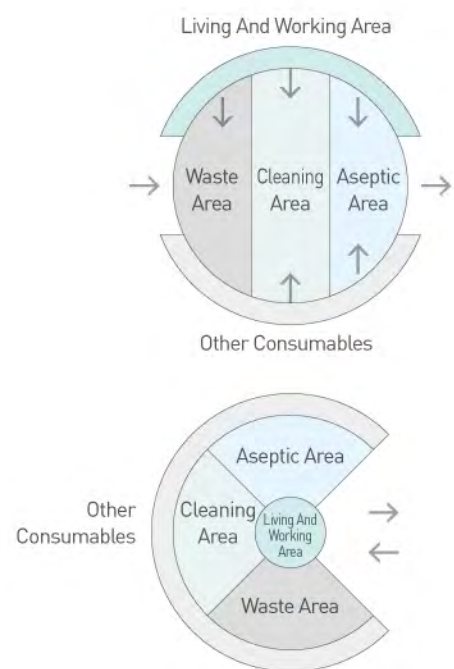 Living And Working Area
Waste
Area
Cleaning
Area
Aseptic
Area
Other Consumables
Aseptic Area
Other
Consumables
Cleaning
Area
Living And
Working
Area
Waste Area